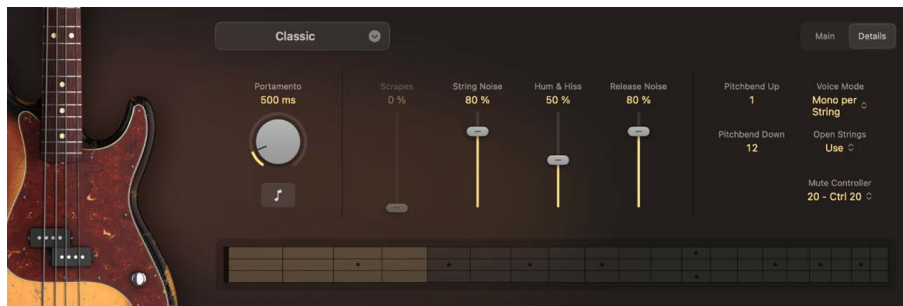 Classic
Main
Details
Portamento
500 ms
Scrapes
0 %
String Noise
80 %
Hum & Hiss
50 %
Release Noise
80 %
Pitchbend Up
1
Voice Mode
Mono per
String
Pitchbend Down
12
Open Strings
Use
Mute Controller
20 - Ctrl 20